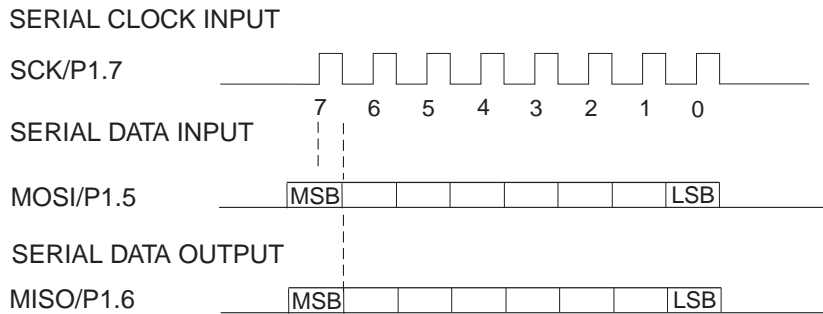 SERIAL CLOCK INPUT
SCK/P1.7
7 6 5 4 3 2 1 0
SERIAL DATA INPUT
MOSI/P1.5 MSB LSB
SERIAL DATA OUTPUT
MISO/P1.6 MSB LSB